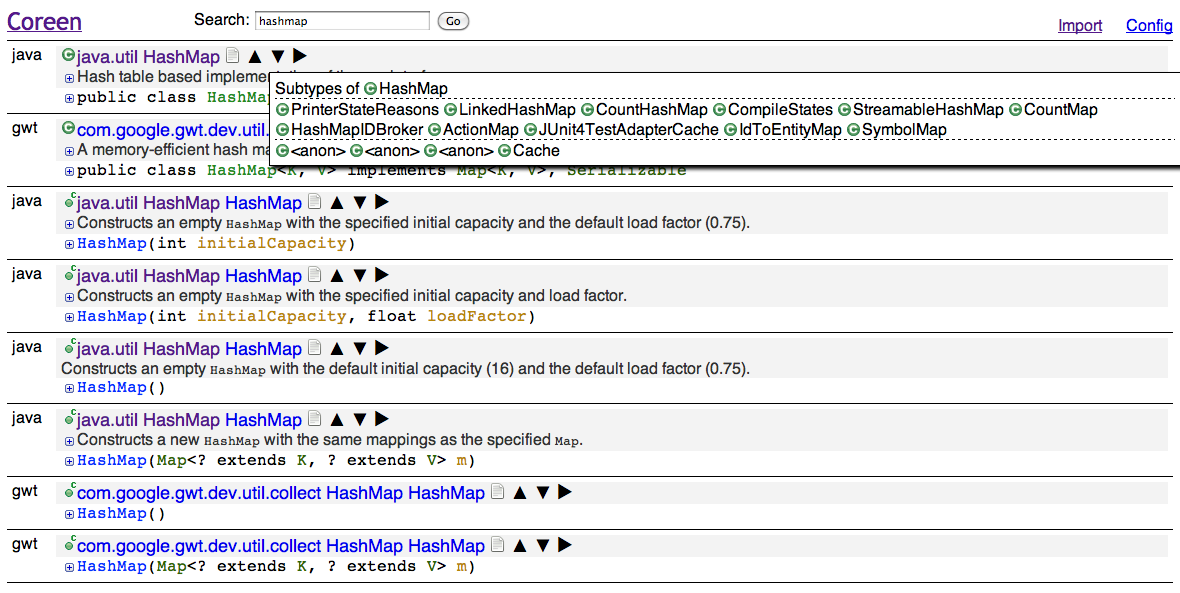 Coreen Search: hashmap Go Import Config
java java.util HashMap
Hash table based
public class HashMap
Subtypes of HashMap
PrinterStateReasons LinkedHashMap CountHashMap CompileStates StreamableHashMap CountMap
HashMapIDBroker ActionMap JUnit4TestAdapterCache IdToEntityMap SymbolMap
<anon> <anon> <anon> Cache
gwt com.google.gwt.dev.util.
A memory-efficient hash
public class HashMap<K, V> implements Map<K, V>, Serializable
java java.util HashMap HashMap
Constructs an empty HashMap with the specified initial capacity and the default load factor (0.75).
HashMap(int initialCapacity)
java java.util HashMap HashMap
Constructs an empty HashMap with the specified initial capacity and load factor.
HashMap(int initialCapacity, float loadFactor)
java java.util HashMap HashMap
Constructs an empty HashMap with the default initial capacity (16) and the default load factor (0.75).
HashMap()
java java.util HashMap HashMap
Constructs a new HashMap with the same mappings as the specified Map.
HashMap(Map<? extends K, ? extends V> m)
gwt com.google.gwt.dev.util.collect HashMap HashMap
HashMap()
gwt com.google.gwt.dev.util.collect HashMap HashMap
HashMap(Map<? extends K, ? extends V> m)